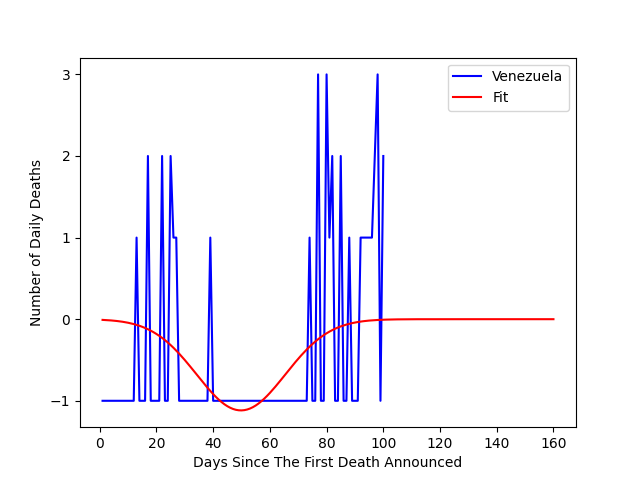 Venezuela
Fit
3
2
1
0
−1
Number of Daily Deaths
0 20 40 60 80 100 120 140 160
Days Since The First Death Announced